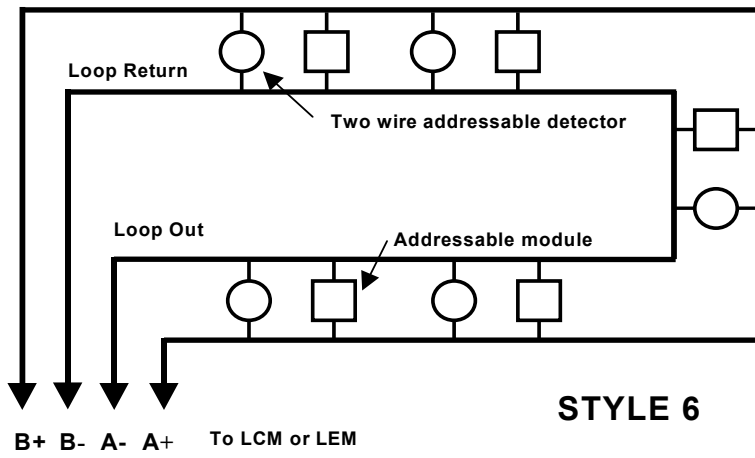 Loop Return
Two wire addressable detector
Loop Out
Addressable module
STYLE 6
B+ B- A- A+ To LCM or LEM